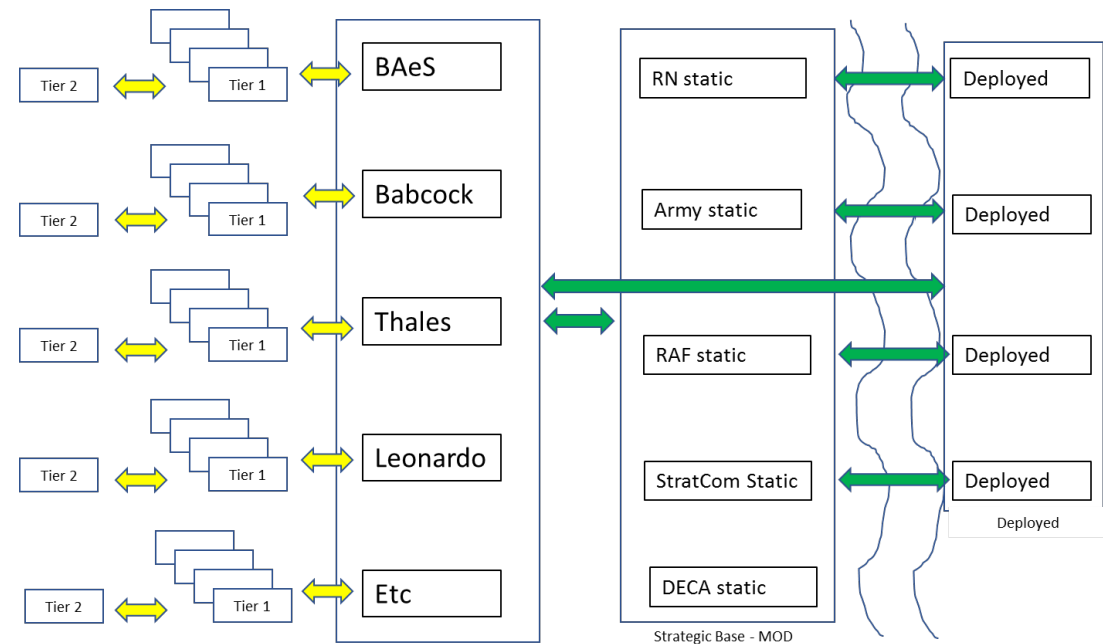 BAeS
RN static
Deployed
Tier 2
Tier 1
Babcock
Army static
Deployed
Tier 2
Tier 1
Thales
RAF static
Deployed
Tier 2
Tier 1
Leonardo
StratCom Static
Deployed
Tier 2
Tier 1
Deployed
Etc
DECA static
Tier 2
Tier 1
Strategic Base - MOD